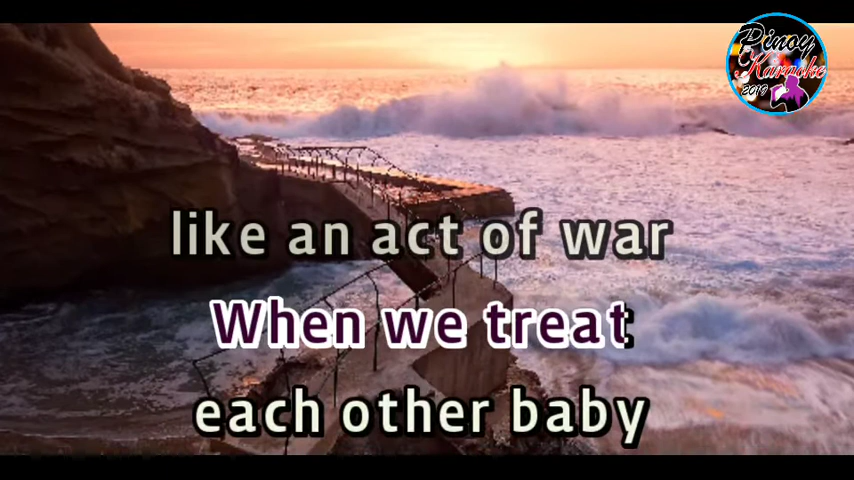 Pinoy
Karaoke
2019
like an act of war
When we treat
each other baby